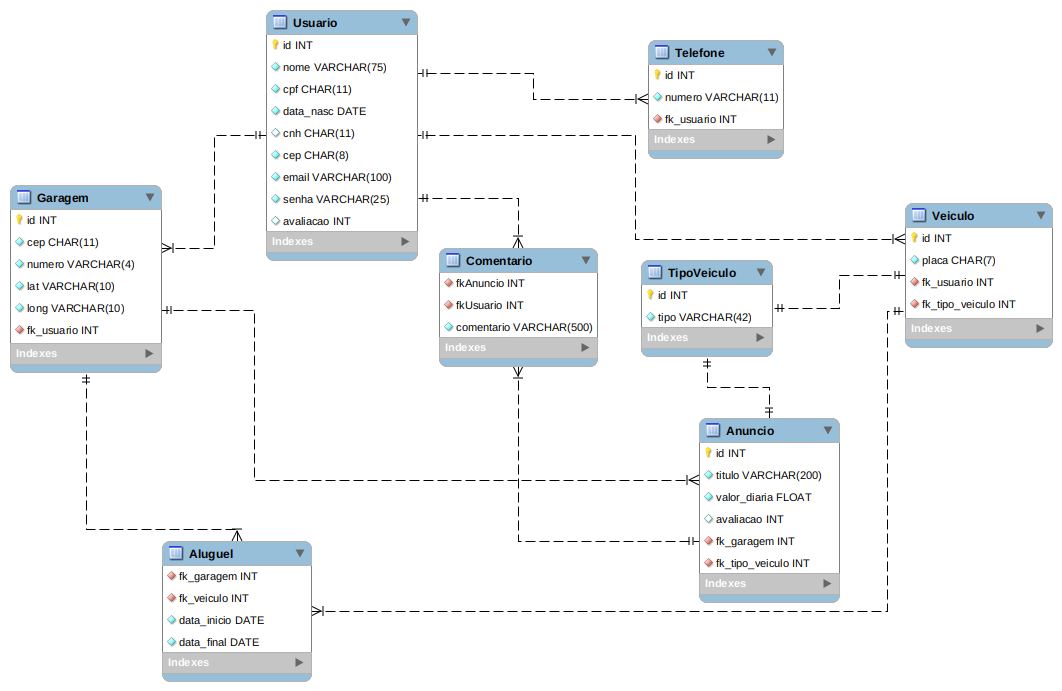 Usuario
id INT
nome VARCHAR(75)
cpf CHAR(11)
data_nasc DATE
cnh CHAR(11)
cep CHAR(8)
email VARCHAR(100)
senha VARCHAR(25)
avaliacao INT
Indexes
Telefone
id INT
numero VARCHAR(11)
fk_usuario INT
Indexes
Garagem
id INT
cep CHAR(11)
numero VARCHAR(4)
lat VARCHAR(10)
long VARCHAR(10)
fk_usuario INT
Indexes
Comentario
fkAnuncio INT
fkUsuario INT
comentario VARCHAR(500)
Indexes
TipoVeiculo
id INT
tipo VARCHAR(42)
Indexes
Veiculo
id INT
placa CHAR(7)
fk_usuario INT
fk_tipo_veiculo INT
Indexes
Anuncio
id INT
titulo VARCHAR(200)
valor_diaria FLOAT
avaliacao INT
fk_garagem INT
fk_tipo_veiculo INT
Indexes
Aluguel
fk_garagem INT
fk_veiculo INT
data_inicio DATE
data_final DATE
Indexes